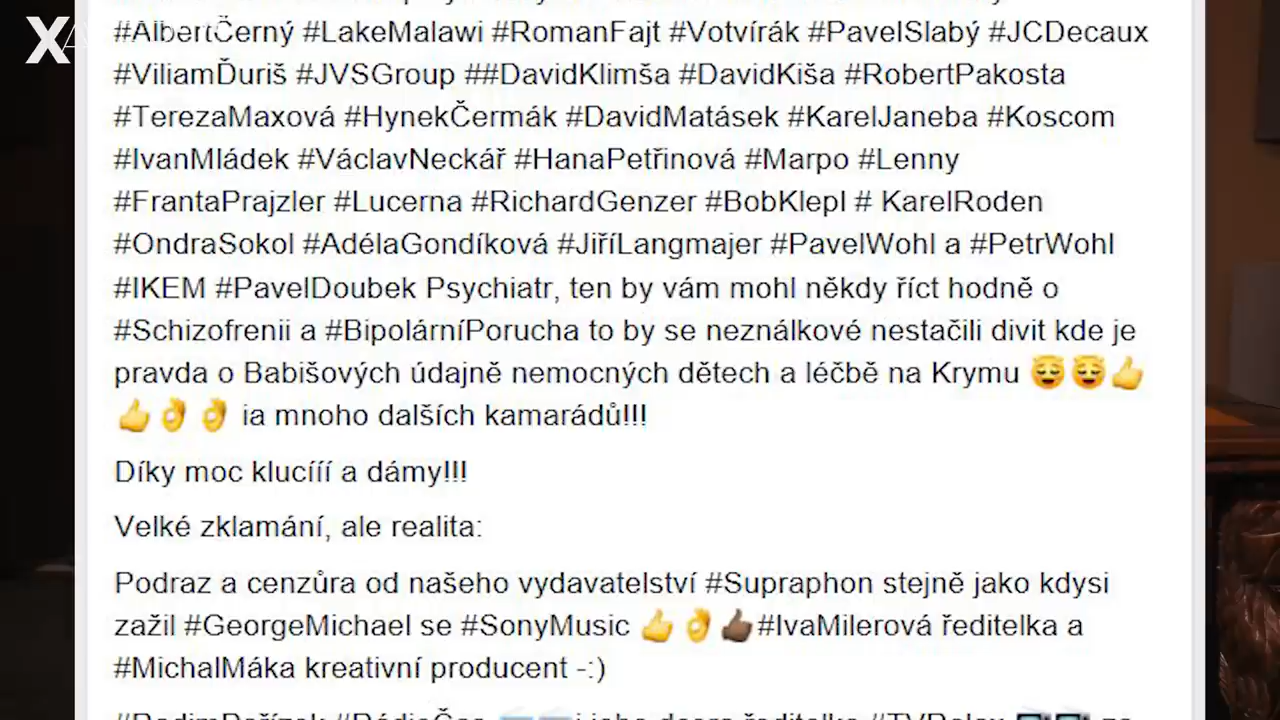 #AlbertČerný #LakeMalawi #RomanFajt #Votvírák #PavelSlabý #JCDecaux
#ViliamĎuriš #JVSGroup ##DavidKlimša #DavidKiša #RobertPakosta
#TerezaMaxová #HynekČermák #DavidMatásek #KarelJaneba #Koscom
#IvanMládek #VáclavNeckář #HanaPetřinová #Marpo #Lenny
#FrantaPrajzler #Lucerna #RichardGenzer #BobKlepl # KarelRoden
#OndraSokol #AdélaGondíková #JiříLangmajer #PavelWohl a #PetrWohl
#IKEM #PavelDoubek Psychiatr, ten by vám mohl někdy říct hodně o
#Schizofrenii a #BipolárníPorucha to by se neználkové nestačili divit kde je
pravda o Babišových údajně nemocných dětech a léčbě na Krymu 😌😌👍
👍👌👌 ia mnoho dalších kamarádů!!!
Díky moc klucííí a dámy!!!
Velké zklamání, ale realita:
Podraz a cenzůra od našeho vydavatelství #Supraphon stejně jako kdysi
zažil #GeorgeMichael se #SonyMusic 👍👌👍🏿#IvaMilerová ředitelka a
#MichalMáka kreativní producent -:)